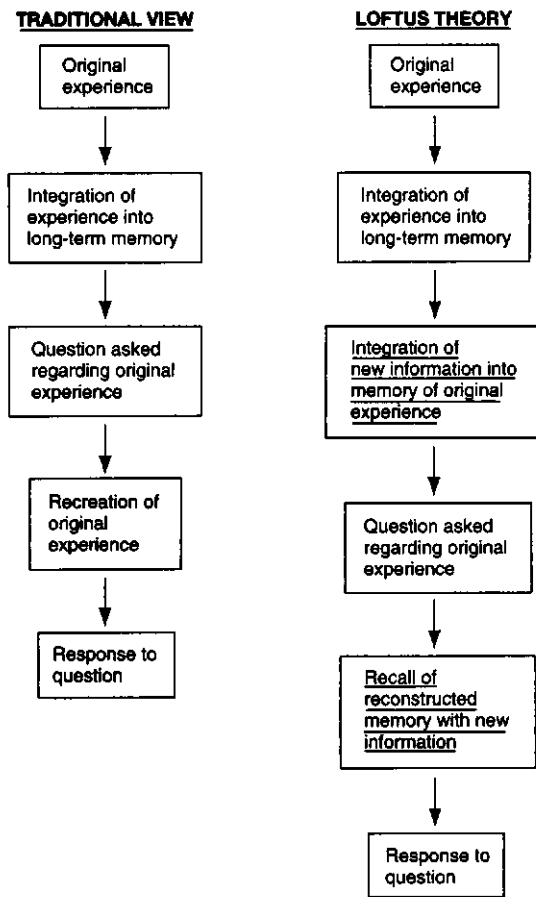 TRADITIONAL VIEW
Original
experience
Integration of
experience into
long-term memory
Question asked
regarding original
experience
Recreation of
original
experience
Response to
question
LOFTUS THEORY
Original
experience
Integration of
experience into
long-term memory
Integration of
new information into
memory of original
experience
Question asked
regarding original
experience
Recall of
reconstructed
memory with new
information
Response to
question